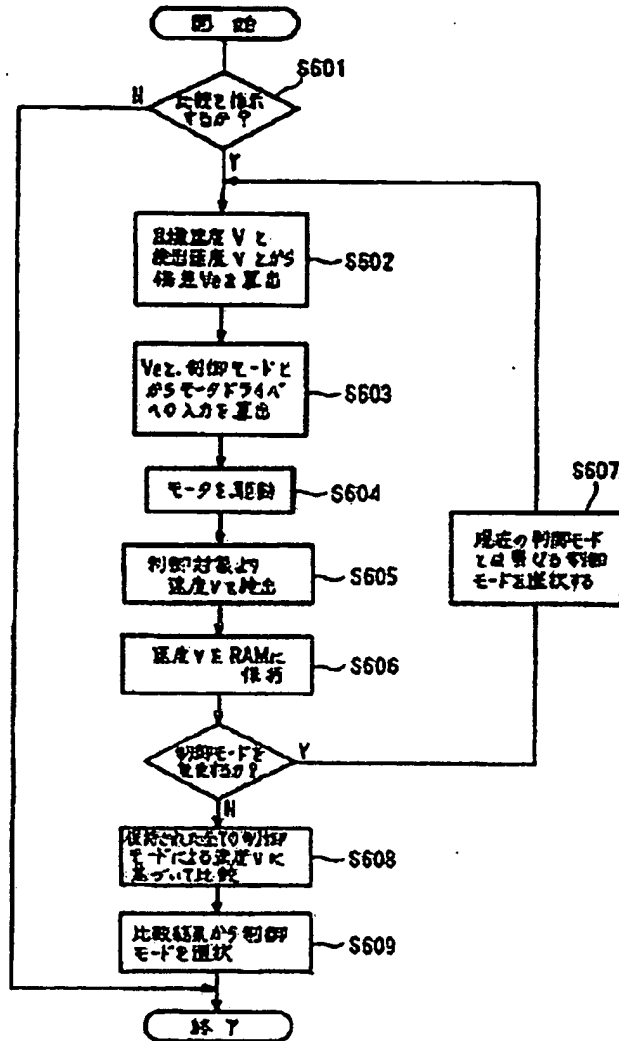 開始
S601
N
比較を指示
するか？
Y
目標速度 V と
検出速度 v とから
偏差Veを算出
S602
Veと、制御モードと
からモータドライバ
への入力を算出
S603
モータを駆動
S604
S607
現在の制御モード
とは異なる制御
モードを選択する
制御対象より
速度vを検出
S605
速度vをRAMに
保持
S606
制御モードを
変更するか？
Y
N
保持された全ての制御
モードによる速度vに
基づいて比較
S608
比較結果から制御
モードを選択
S609
終了